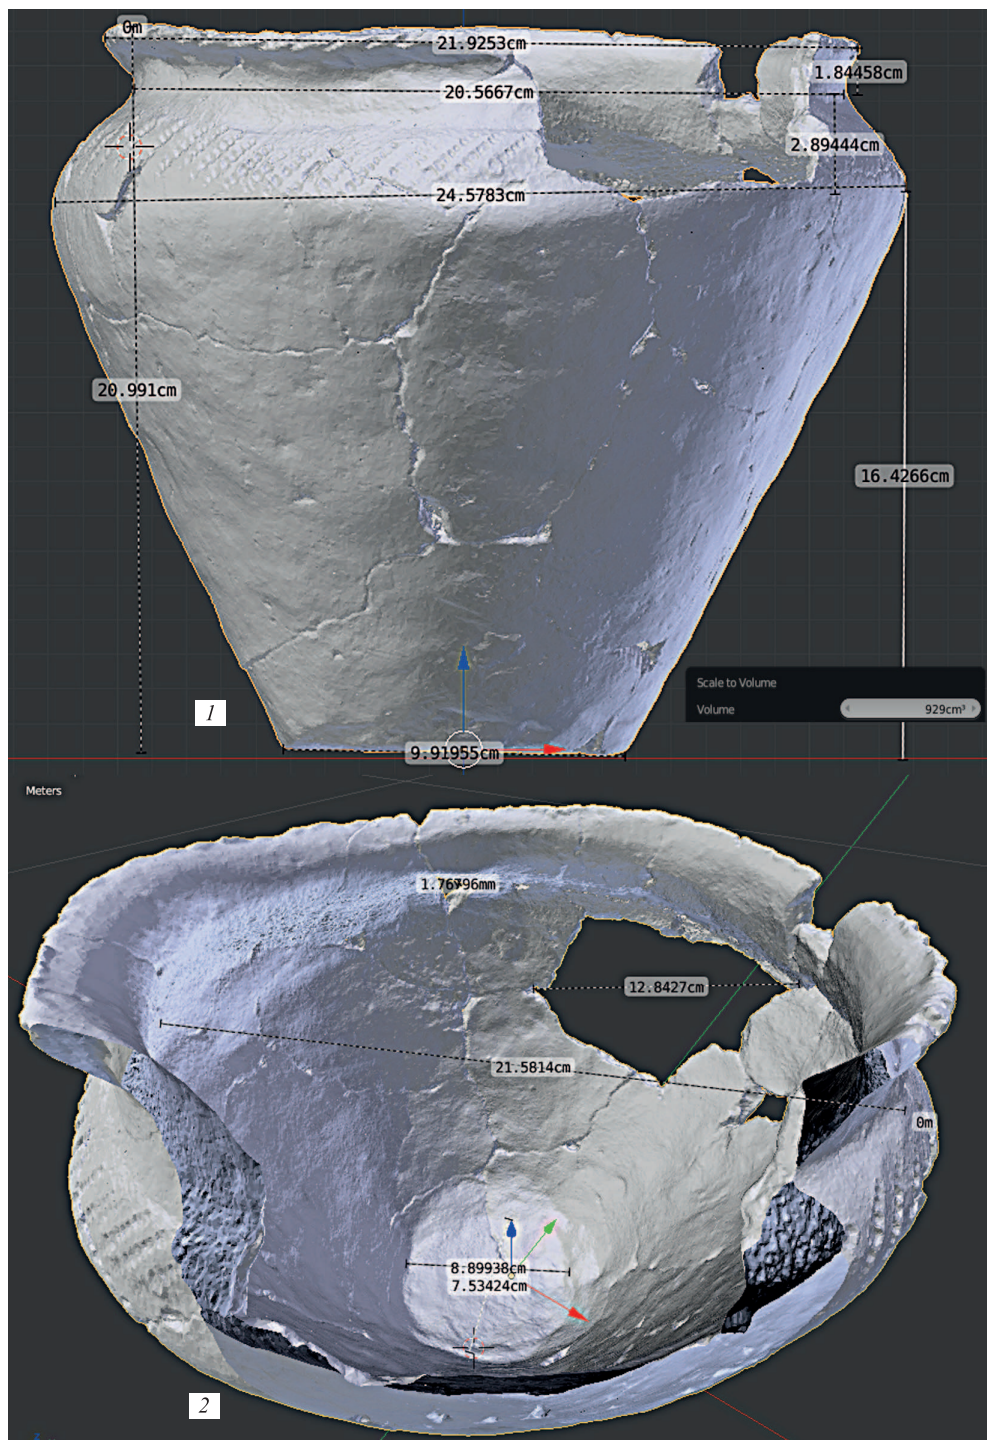 0m
21.9253cm
1.84458cm
20.5667cm
2.89444cm
24.5783cm
20.991cm
16.4266cm
Scale to Volume
1
Volume 929cm³
9.91955cm
Meters
1.76796mm
12.8427cm
21.5814cm
0m
8.89938cm
7.53424cm
2